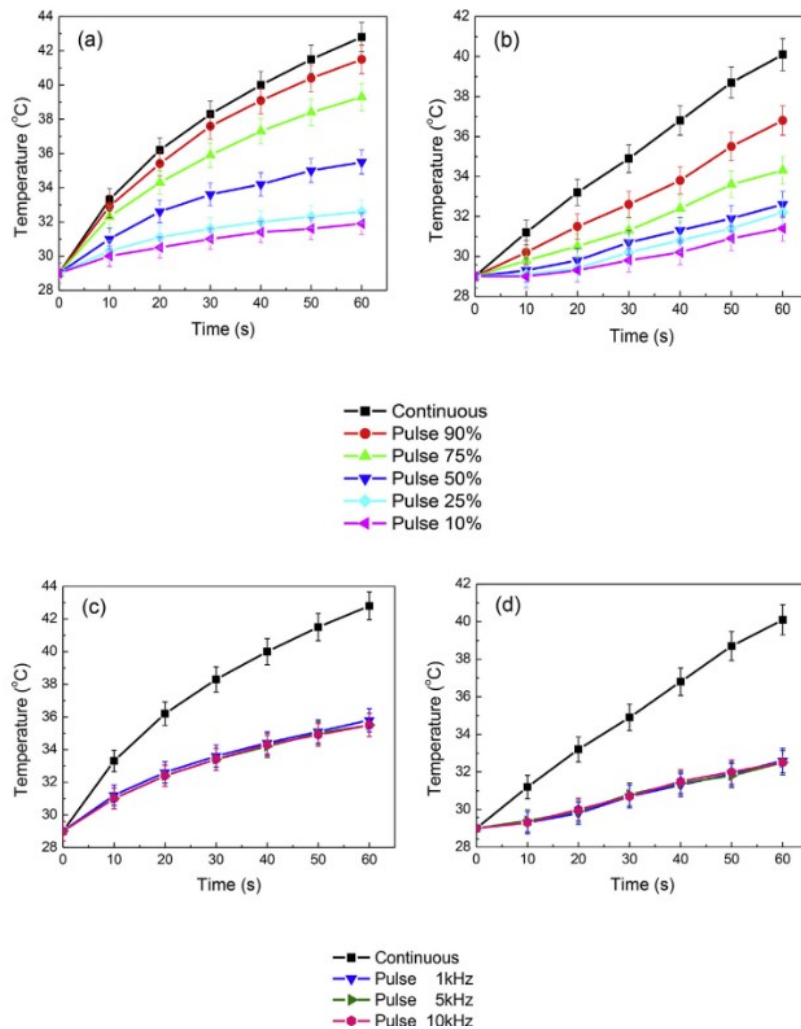 44
42
40
38
36
34
32
30
28
Temperature (°C)
(a)
0 10 20 30 40 50 60
Time (s)
42
40
38
36
34
32
30
28
Temperature (°C)
(b)
0 10 20 30 40 50 60
Time (s)
Continuous
Pulse 90%
Pulse 75%
Pulse 50%
Pulse 25%
Pulse 10%
44
42
40
38
36
34
32
30
28
Temperature (°C)
(c)
0 10 20 30 40 50 60
Time (s)
42
40
38
36
34
32
30
28
Temperature (°C)
(d)
0 10 20 30 40 50 60
Time (s)
Continuous
Pulse 1kHz
Pulse 5kHz
Pulse 10kHz